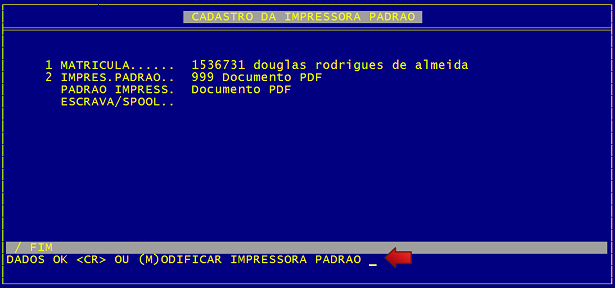 CADASTRO DA IMPRESSORA PADRAO
1 MATRICULA...... 1536731 douglas rodrigues de almeida
2 IMPRES.PADRAO.. 999 Documento PDF
PADRAO IMPRESS. Documento PDF
ESCRAVA/SPOOL..
/ FIM
DADOS OK <CR> OU (M)ODIFICAR IMPRESSORA PADRAO _